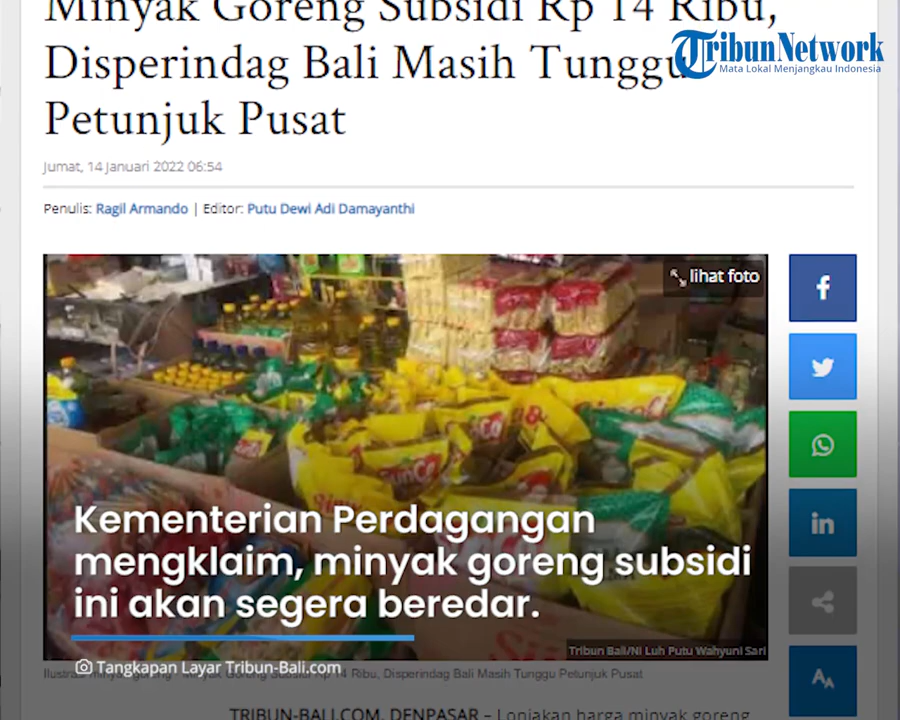 Minyak Goreng Subsidi Rp 14 Ribu,
Disperindag Bali Masih Tunggu
Petunjuk Pusat
TribunNetwork
Mata Lokal Menjangkau Indonesia
Jumat, 14 Januari 2022 06:54
Penulis: Ragil Armando | Editor: Putu Dewi Adi Damayanthi
lihat foto
Kementerian Perdagangan
mengklaim, minyak goreng subsidi
ini akan segera beredar.
Tribun Bali/Ni Luh Putu Wahyuni Sari
Tangkapan Layar Tribun-Bali.com
Ilustrasi minyak goreng - Minyak Goreng Subsidi Rp 14 Ribu, Disperindag Bali Masih Tunggu Petunjuk Pusat
TRIBUN-BALI.COM, DENPASAR – Lonjakan harga minyak goreng